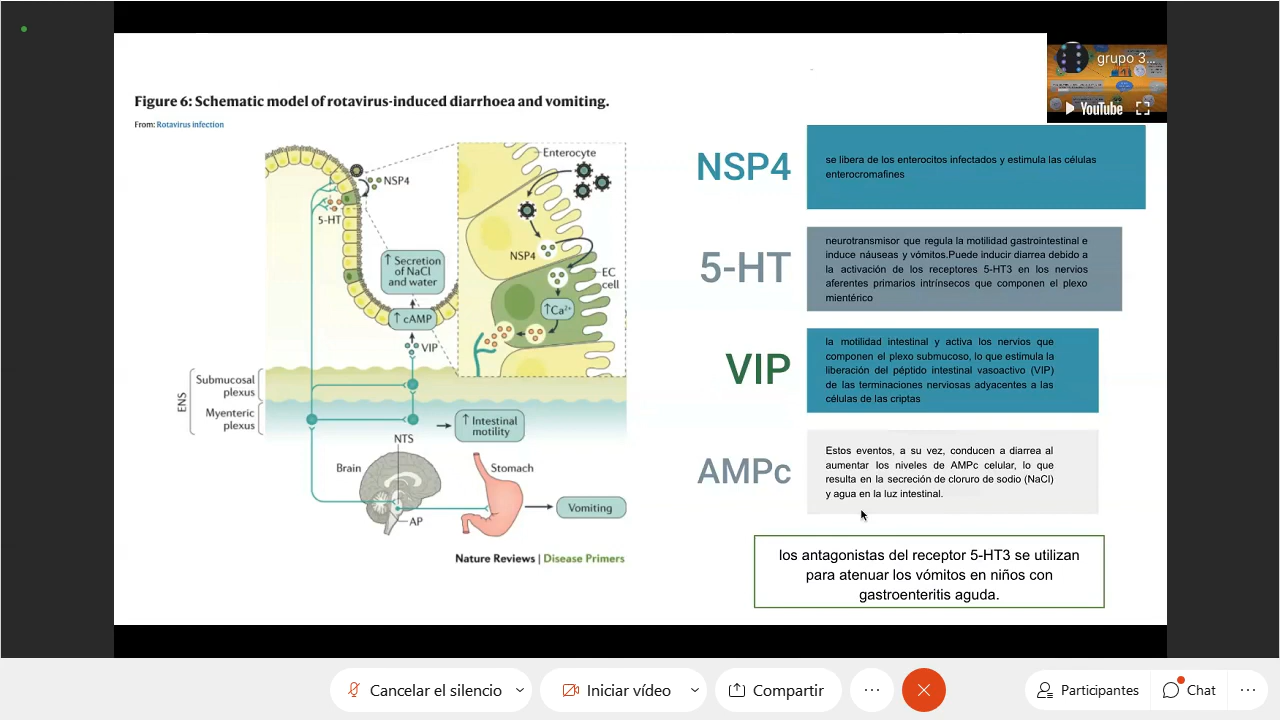 grupo 3...
YouTube
Figure 6: Schematic model of rotavirus-induced diarrhoea and vomiting.
From: Rotavirus infection
Enterocyte
NSP4
5-HT
NSP4
EC
cell
↑ Secretion
of NaCl
and water
↑Ca²⁺
↑ cAMP
VIP
ENS
Submucosal
plexus
Myenteric
plexus
↑ Intestinal
motility
NTS
Brain
Stomach
Vomiting
AP
Nature Reviews | Disease Primers
NSP4
se libera de los enterocitos infectados y estimula las células
enterocromafines
5-HT
neurotransmisor que regula la motilidad gastrointestinal e
induce náuseas y vómitos.Puede inducir diarrea debido a
la activación de los receptores 5-HT3 en los nervios
aferentes primarios intrínsecos que componen el plexo
mientérico
VIP
la motilidad intestinal y activa los nervios que
componen el plexo submucoso, lo que estimula la
liberación del péptido intestinal vasoactivo (VIP)
de las terminaciones nerviosas adyacentes a las
células de las criptas
AMPc
Estos eventos, a su vez, conducen a diarrea al
aumentar los niveles de AMPc celular, lo que
resulta en la secreción de cloruro de sodio (NaCl)
y agua en la luz intestinal.
los antagonistas del receptor 5-HT3 se utilizan
para atenuar los vómitos en niños con
gastroenteritis aguda.
Cancelar el silencio
Iniciar vídeo
Compartir
Participantes
Chat